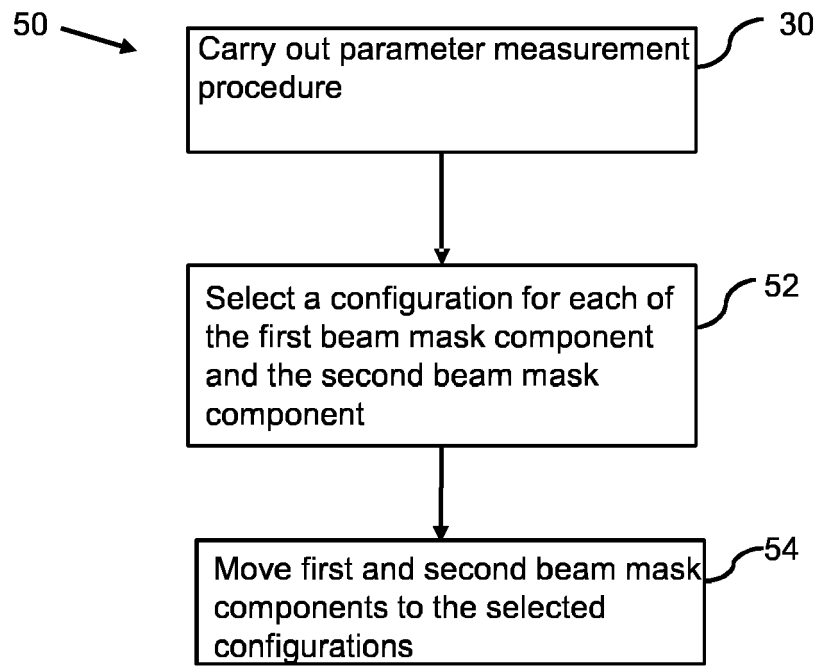 50
30
Carry out parameter measurement
procedure
52
Select a configuration for each of
the first beam mask component
and the second beam mask
component
54
Move first and second beam mask
components to the selected
configurations